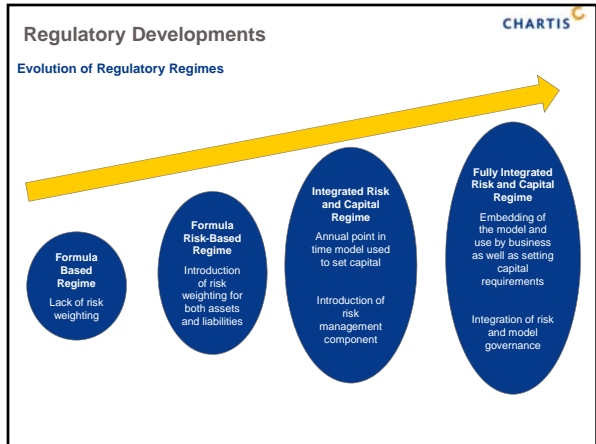 Regulatory Developments
CHARTIS
Evolution of Regulatory Regimes
Formula
Based
Regime
Lack of risk
weighting
Formula
Risk-Based
Regime
Introduction
of risk
weighting for
both assets
and liabilities
Integrated Risk
and Capital
Regime
Annual point in
time model used
to set capital
Introduction of
risk
management
component
Fully Integrated
Risk and Capital
Regime
Embedding of
the model and
use by business
as well as setting
capital
requirements
Integration of risk
and model
governance